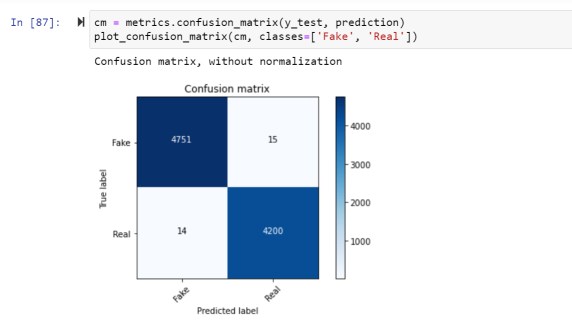 In [87]: cm = metrics.confusion_matrix(y_test, prediction)
plot_confusion_matrix(cm, classes=['Fake', 'Real'])
Confusion matrix, without normalization
Confusion matrix
Fake 4751 15
Real 14 4200
True label
Fake Real
Predicted label
4000
3000
2000
1000